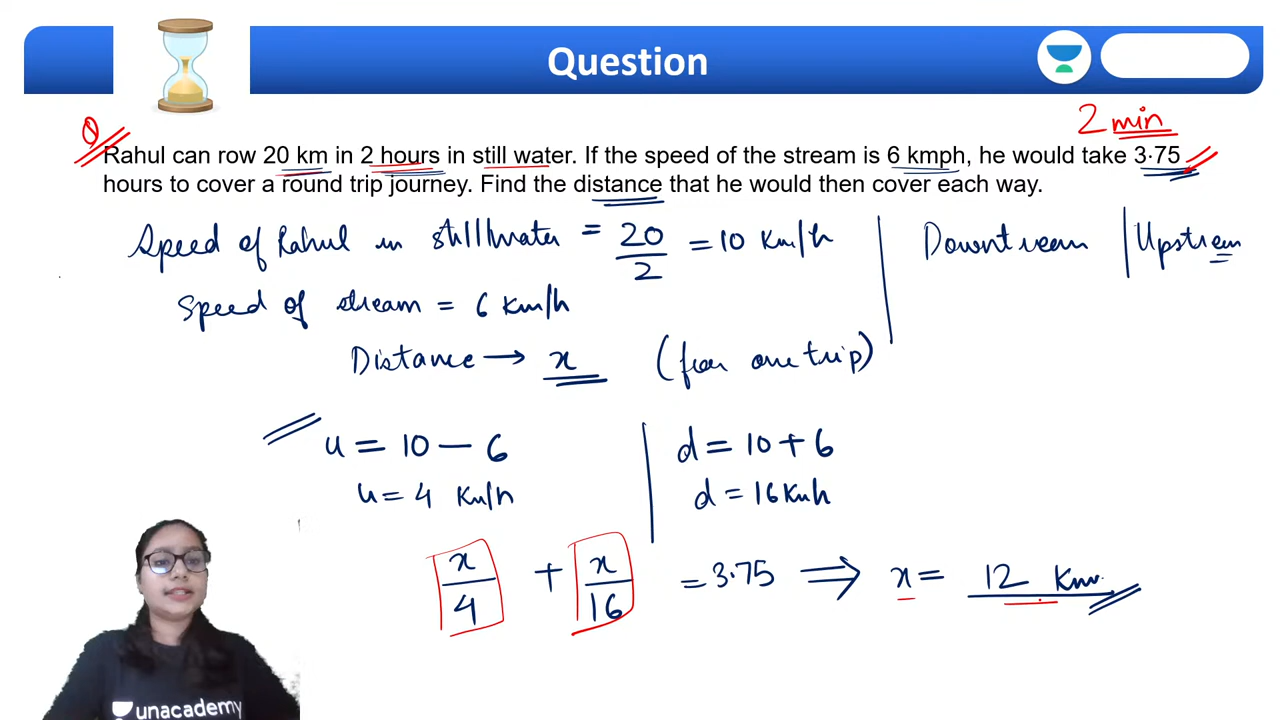 Question
2 min
Q
Rahul can row 20 km in 2 hours in still water. If the speed of the stream is 6 kmph, he would take 3·75
hours to cover a round trip journey. Find the distance that he would then cover each way.
Speed of Rahul in stillwater = 20/2 = 10 Km/h
Downtream | Upstream
Speed of stream = 6 Km/h
Distance → x (for one trip)
u = 10 - 6
d = 10 + 6
u = 4 Km/h
d = 16 Km/h
x/4 + x/16 = 3.75 ⟹ x = 12 Km.
unacademy